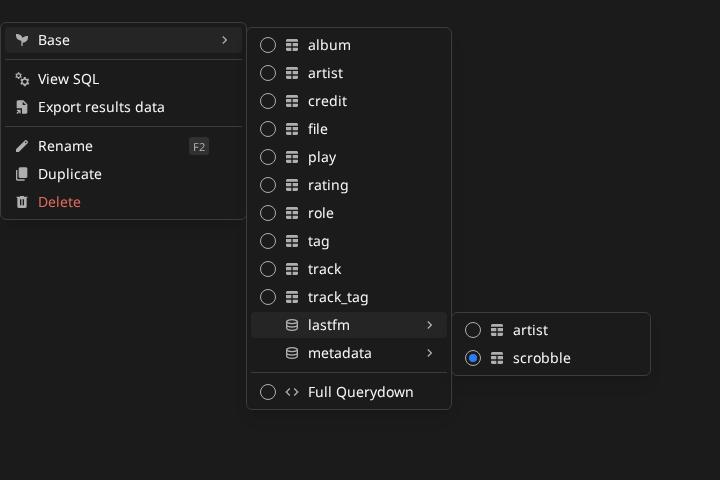 Base
View SQL
Export results data
Rename F2
Duplicate
Delete
album
artist
credit
file
play
rating
role
tag
track
track_tag
lastfm
metadata
Full Querydown
artist
scrobble